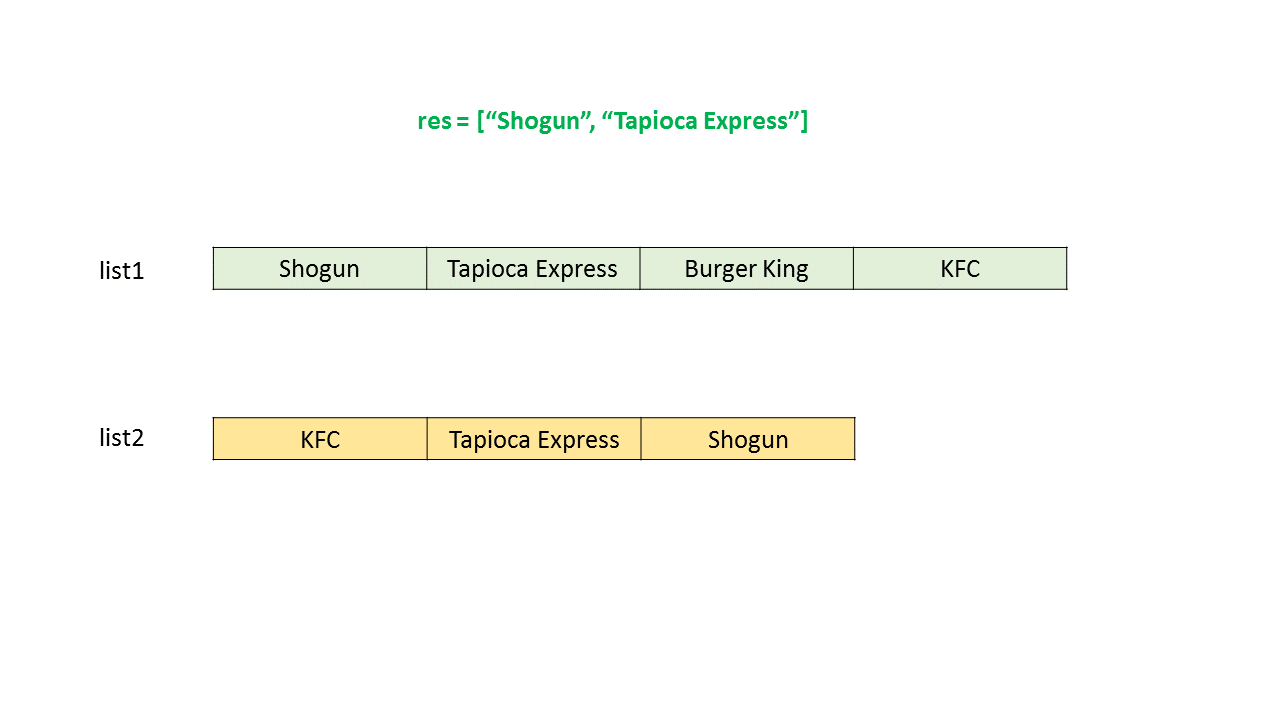 res = [“Shogun”, “Tapioca Express”]
list1 Shogun Tapioca Express Burger King KFC
list2 KFC Tapioca Express Shogun